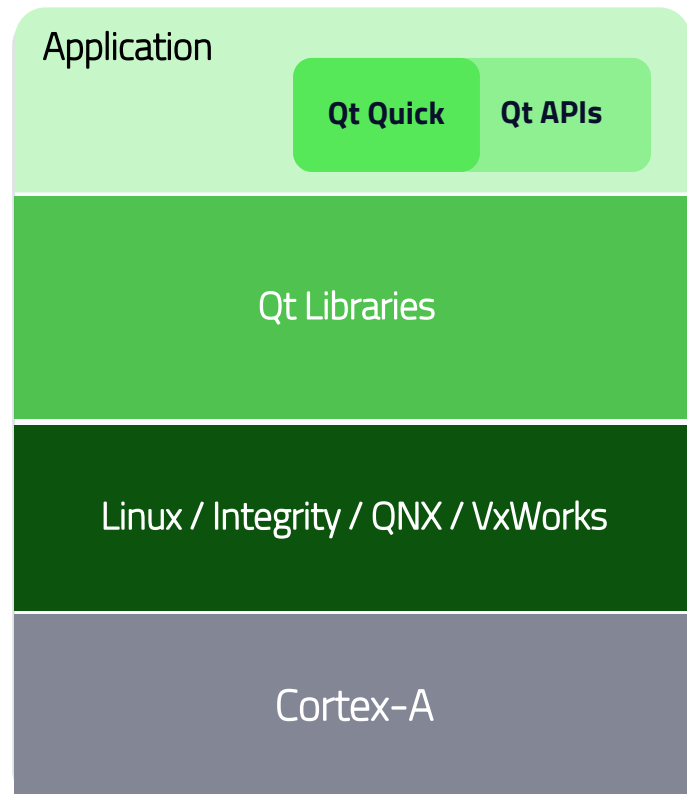 Application
Qt Quick
Qt APIs
Qt Libraries
Linux / Integrity / QNX / VxWorks
Cortex-A